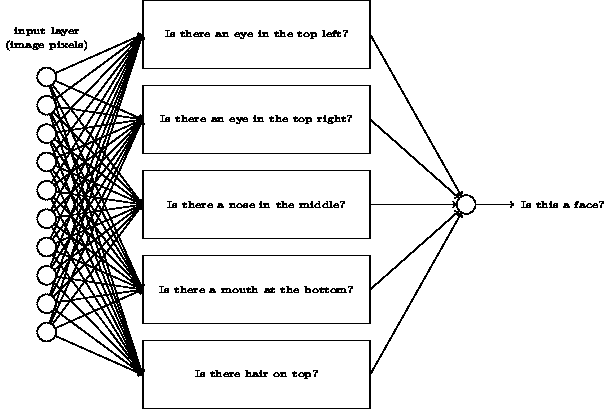 input layer
(image pixels)
Is there an eye in the top left?
Is there an eye in the top right?
Is there a nose in the middle?
Is there a mouth at the bottom?
Is there hair on top?
Is this a face?